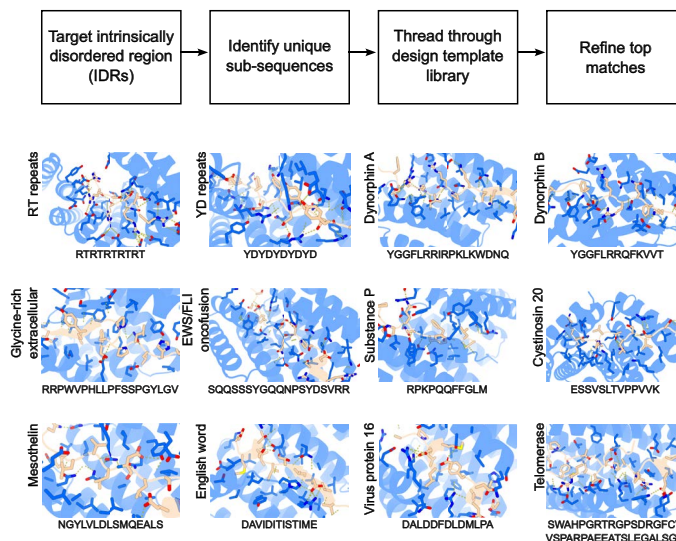 Target intrinsically
disordered region
(IDRs)
Identify unique
sub-sequences
Thread through
design template
library
Refine top
matches
RT repeats
RTRTRTRTRT
YD repeats
YDYDYDYDYD
Dynorphin A
YGGFLRRIRPKLKWDNQ
Dynorphin B
YGGFLRRQFKVVT
Glycine-rich
extracellular
RRPWVPHLLPFSSPGYLGV
EWS/FLI
oncofusion
SQQSSSYGQQNPSYDSVRR
Substance P
RPKPQQFFGLM
Cystinosin 20
ESSVSLTVPPVVK
Mesothelin
NGYLVLDLSMQEALS
English word
DAVIDITISTIME
Virus protein 16
DALDDFDLDMLPA
Telomerase
SWAHPGRTRGPSDRGFCT
VSPARPAEEATSLEGALSG